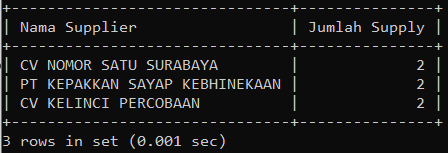 | Nama Supplier | Jumlah Supply |
| CV NOMOR SATU SURABAYA | 2 |
| PT KEPAKKAN SAYAP KEBHINEKAAN | 2 |
| CV KELINCI PERCOBAAN | 2 |
3 rows in set (0.001 sec)